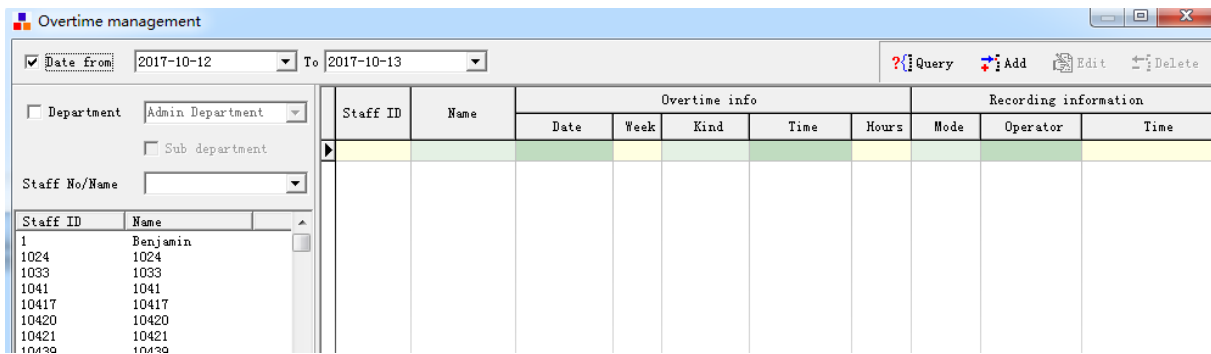 Overtime management
Date from 2017-10-12 To 2017-10-13 ?{ Query Add Edit Delete
Department Admin Department
Sub department
Staff No/Name
Staff ID Name Overtime info Recording information
Date Week Kind Time Hours Mode Operator Time
Staff ID Name
1 Benjamin
1024 1024
1033 1033
1041 1041
10417 10417
10420 10420
10421 10421
10439 10439